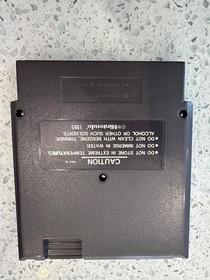 Nintendo
CAUTION
● DO NOT STORE IN EXTREME TEMPERATURES.
● DO NOT IMMERSE IN WATER.
● DO NOT CLEAN WITH BENZENE, THINNER,
ALCOHOL OR OTHER SUCH SOLVENTS.
©Nintendo 1985